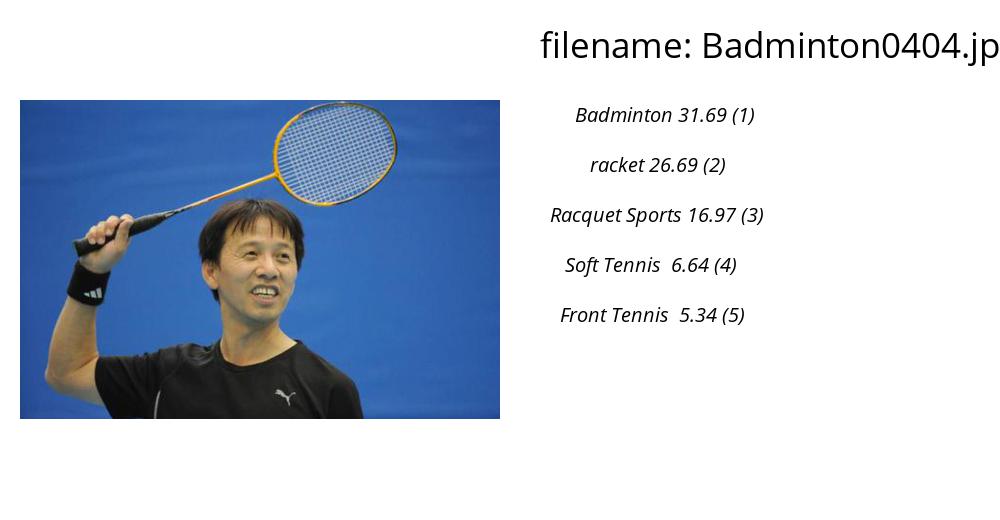 filename: Badminton0404.jp
Badminton 31.69 (1)
racket 26.69 (2)
Racquet Sports 16.97 (3)
Soft Tennis 6.64 (4)
Front Tennis 5.34 (5)